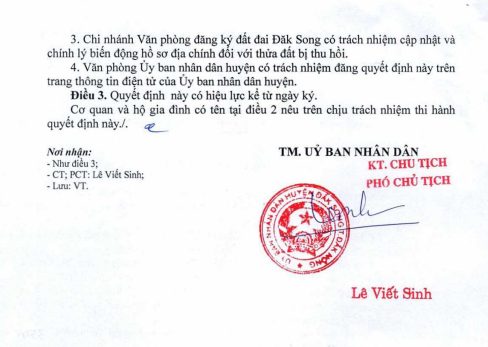 3. Chi nhánh Văn phòng đăng ký đất đai Đăk Song có trách nhiệm cập nhật và
chỉnh lý biến động hồ sơ địa chính đối với thửa đất bị thu hồi.
4. Văn phòng Ủy ban nhân dân huyện có trách nhiệm đăng quyết định này trên
trang thông tin điện tử của Ủy ban nhân dân huyện.
Điều 3. Quyết định này có hiệu lực kể từ ngày ký.
Cơ quan và hộ gia đình có tên tại điều 2 nêu trên chịu trách nhiệm thi hành
quyết định này./.
Nơi nhận:
- Như điều 3;
- CT; PCT: Lê Viết Sinh;
- Lưu: VT.
TM. UỶ BAN NHÂN DÂN
KT. CHỦ TỊCH
PHÓ CHỦ TỊCH
ỦY BAN NHÂN DÂN HUYỆN ĐĂK SONG T ĐĂK NÔNG
Lê Viết Sinh